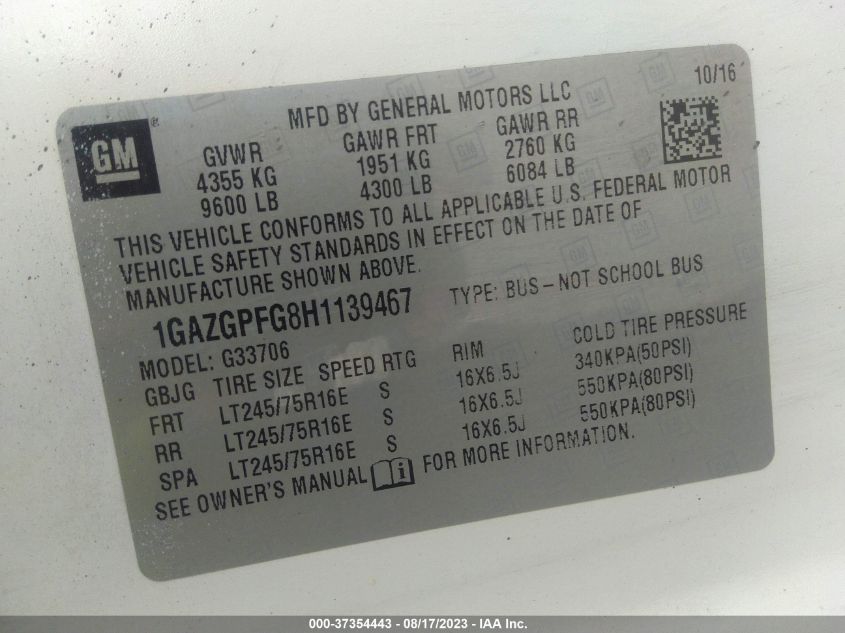 10/16
MFD BY GENERAL MOTORS LLC
GM®
GVWR GAWR FRT GAWR RR
4355 KG 1951 KG 2760 KG
9600 LB 4300 LB 6084 LB
THIS VEHICLE CONFORMS TO ALL APPLICABLE U.S. FEDERAL MOTOR
VEHICLE SAFETY STANDARDS IN EFFECT ON THE DATE OF
MANUFACTURE SHOWN ABOVE.
1GAZGPFG8H1139467 TYPE: BUS-NOT SCHOOL BUS
MODEL: G33706
GBJG TIRE SIZE SPEED RTG RIM COLD TIRE PRESSURE
FRT LT245/75R16E S 16X6.5J 340KPA(50PSI)
RR LT245/75R16E S 16X6.5J 550KPA(80PSI)
SPA LT245/75R16E S 16X6.5J 550KPA(80PSI)
SEE OWNER'S MANUAL i FOR MORE INFORMATION.
000-37354443 - 08/17/2023 - IAA Inc.